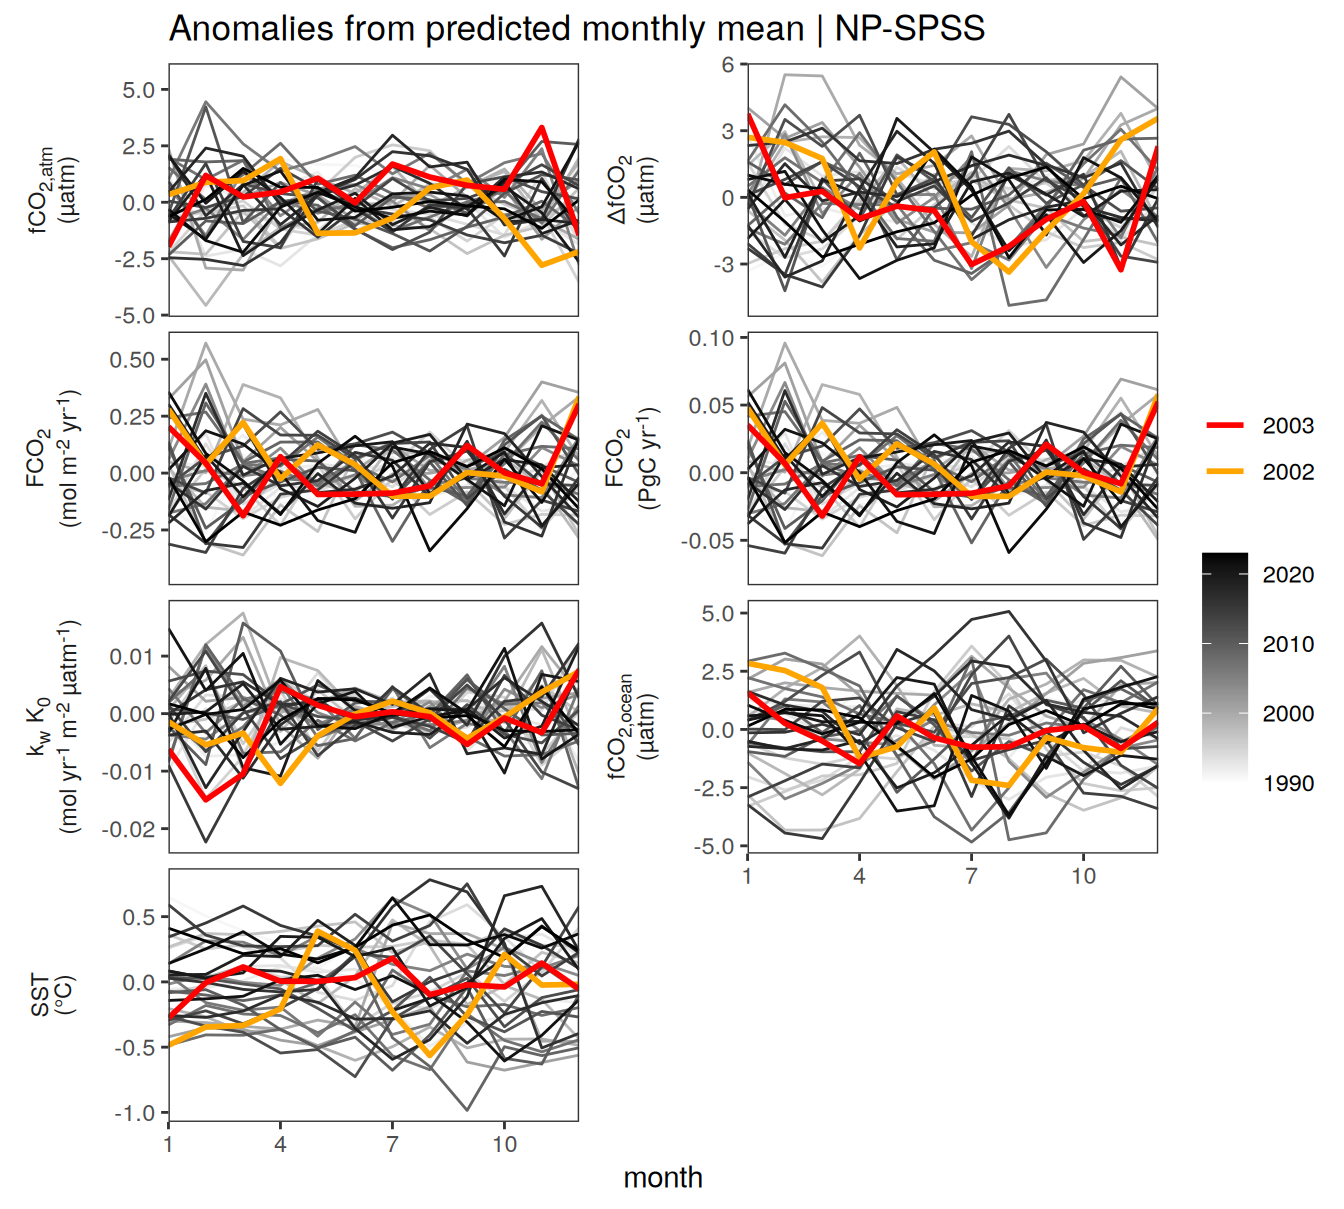 Anomalies from predicted monthly mean | NP-SPSS
fCO2,atm
(µatm)
5.0
2.5
0.0
-2.5
-5.0
ΔfCO2
(µatm)
6
3
0
-3
FCO2
(mol m-2 yr-1)
0.50
0.25
0.00
-0.25
FCO2
(PgC yr-1)
0.10
0.05
0.00
-0.05
kw K0
(mol yr-1 m-2 µatm-1)
0.01
0.00
-0.01
-0.02
fCO2,ocean
(µatm)
5.0
2.5
0.0
-2.5
-5.0
1 4 7 10
SST
(°C)
0.5
0.0
-0.5
-1.0
1 4 7 10
month
2003
2002
2020
2010
2000
1990